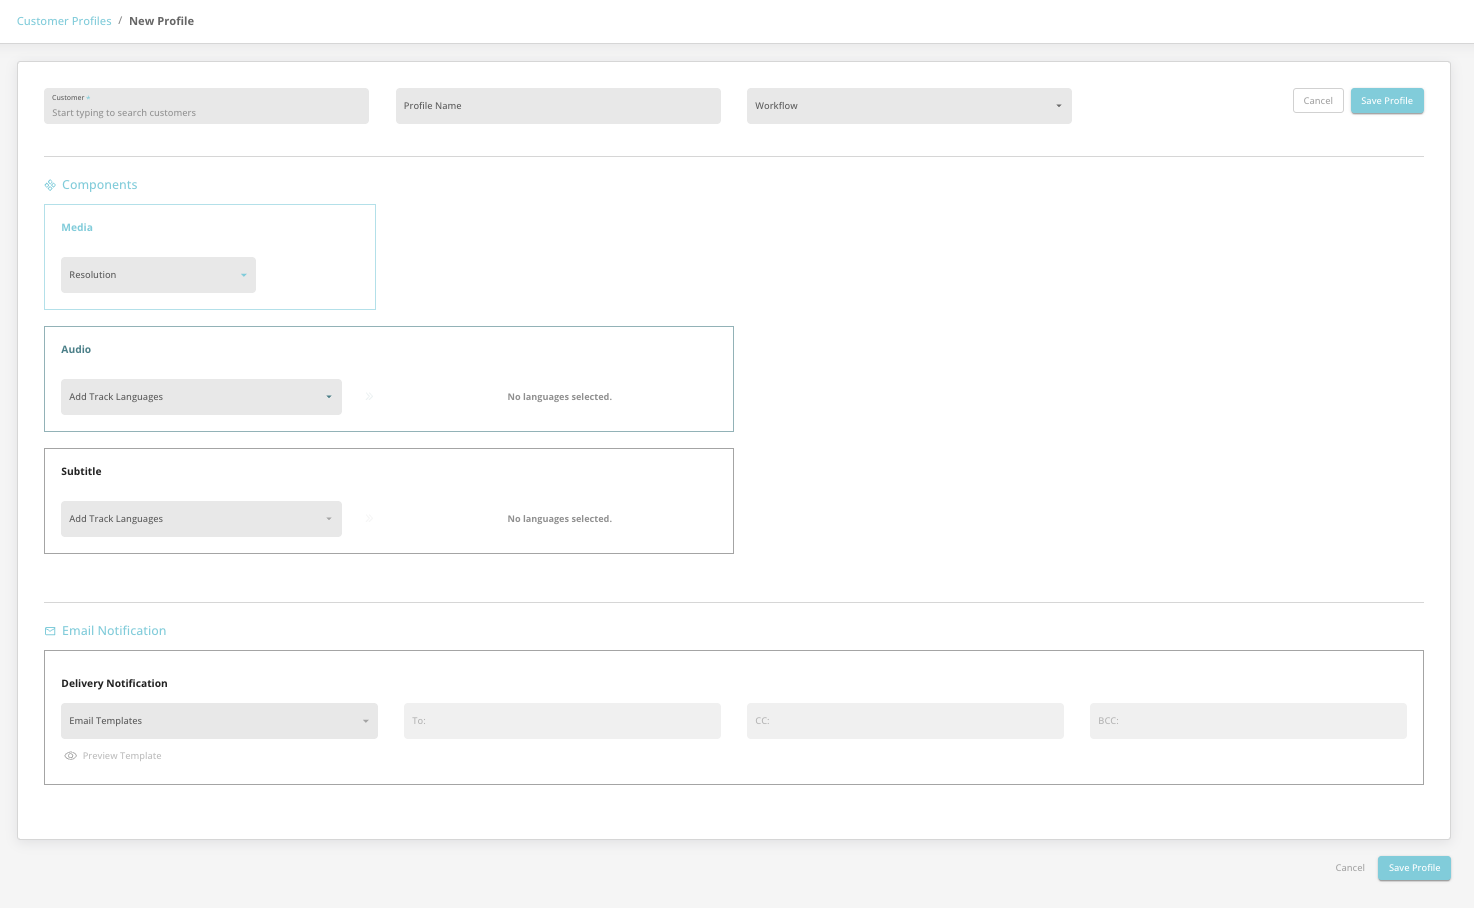 Customer Profiles / New Profile
Customer *
Start typing to search customers
Profile Name
Workflow
Cancel
Save Profile
Components
Media
Resolution
Audio
Add Track Languages
No languages selected.
Subtitle
Add Track Languages
No languages selected.
Email Notification
Delivery Notification
Email Templates
To:
CC:
BCC:
Preview Template
Cancel
Save Profile